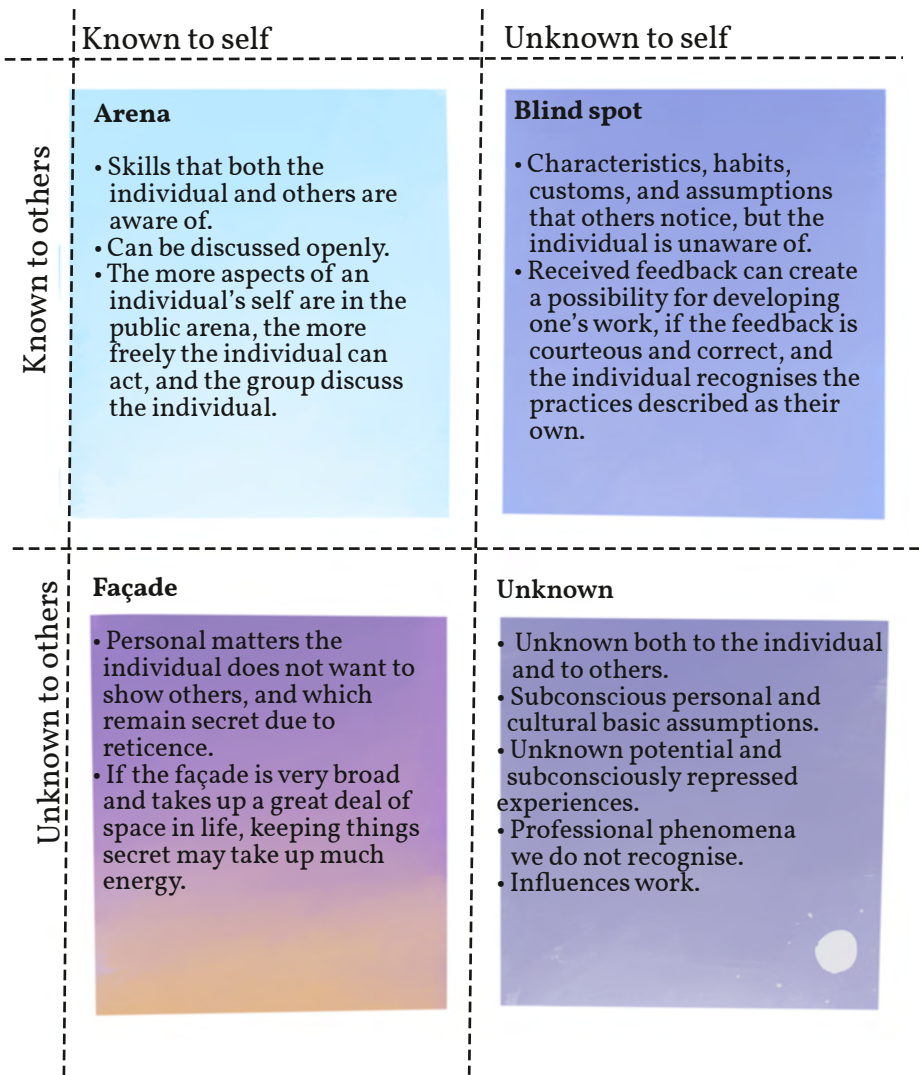 Known to self
Unknown to self
Known to others
Arena
• Skills that both the
individual and others are
aware of.
• Can be discussed openly.
• The more aspects of an
individual’s self are in the
public arena, the more
freely the individual can
act, and the group discuss
the individual.
Blind spot
• Characteristics, habits,
customs, and assumptions
that others notice, but the
individual is unaware of.
• Received feedback can create
a possibility for developing
one’s work, if the feedback is
courteous and correct, and
the individual recognises the
practices described as their
own.
Unknown to others
Façade
• Personal matters the
individual does not want to
show others, and which
remain secret due to
reticence.
• If the façade is very broad
and takes up a great deal of
space in life, keeping things
secret may take up much
energy.
Unknown
• Unknown both to the individual
and to others.
• Subconscious personal and
cultural basic assumptions.
• Unknown potential and
subconsciously repressed
experiences.
• Professional phenomena
we do not recognise.
• Influences work.